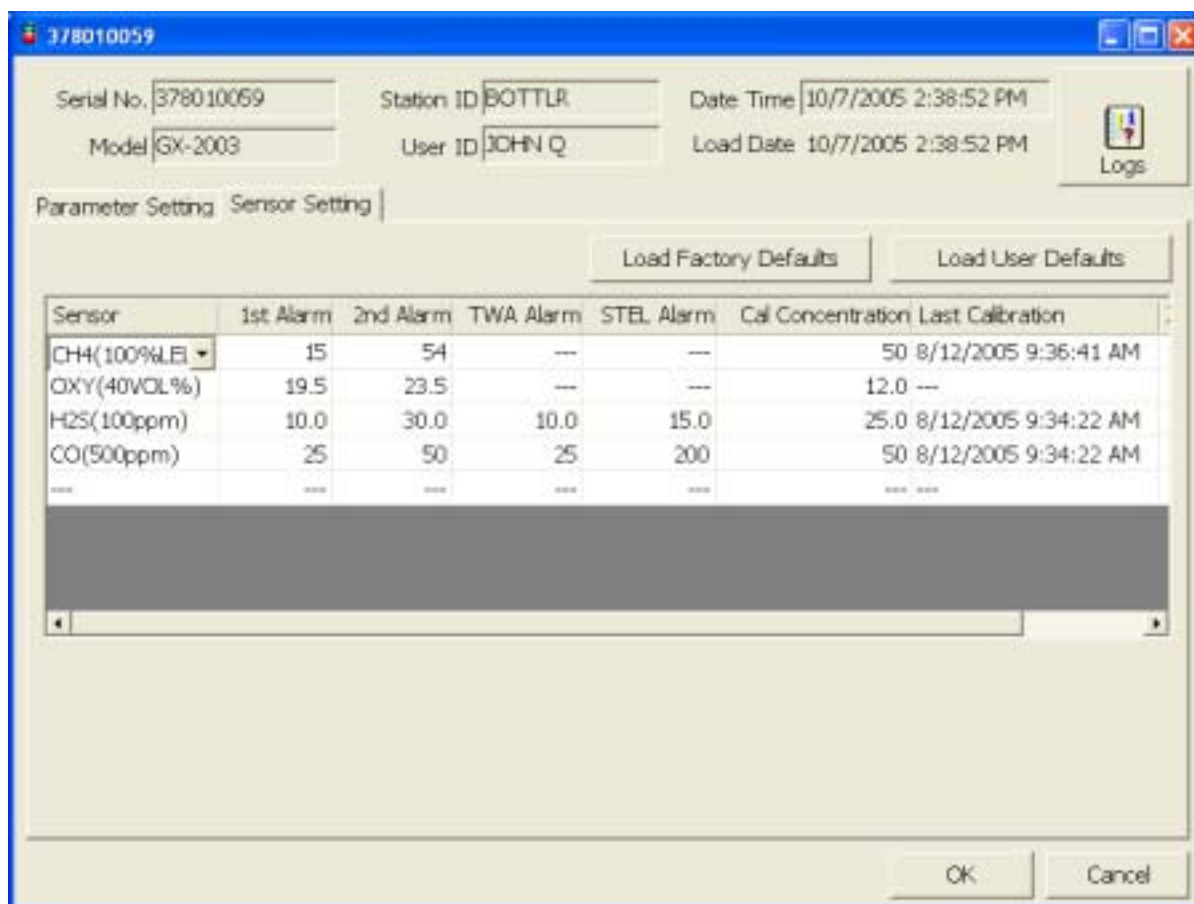 378010059
Serial No. 378010059 Station ID BOTTLR Date Time 10/7/2005 2:38:52 PM
Model GX-2003 User ID JOHN Q Load Date 10/7/2005 2:38:52 PM
Logs
Parameter Setting Sensor Setting
Load Factory Defaults Load User Defaults
Sensor 1st Alarm 2nd Alarm TWA Alarm STEL Alarm Cal Concentration Last Calibration
CH4(100%LEL 15 54 --- --- 50 8/12/2005 9:36:41 AM
OXY(40VOL%) 19.5 23.5 --- --- 12.0 ---
H2S(100ppm) 10.0 30.0 10.0 15.0 25.0 8/12/2005 9:34:22 AM
CO(500ppm) 25 50 25 200 50 8/12/2005 9:34:22 AM
--- --- --- --- --- --- ---
OK Cancel